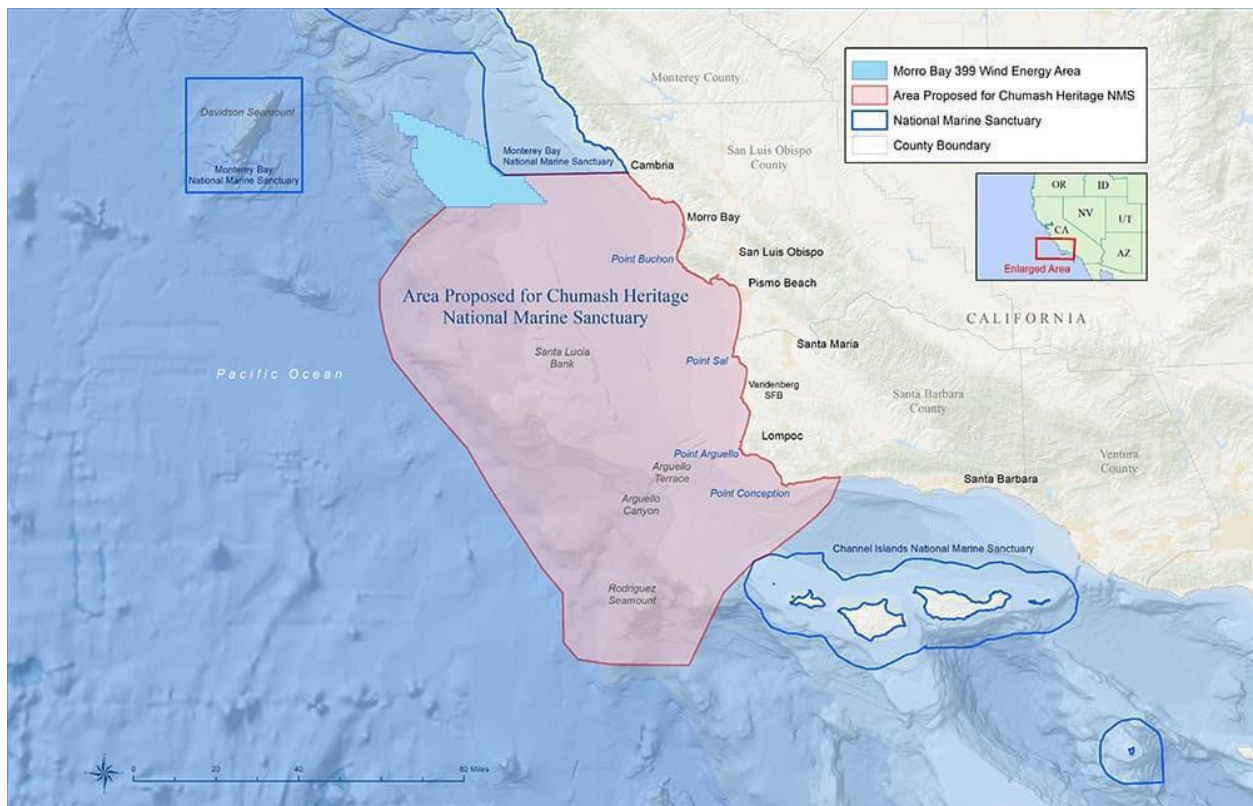 Morro Bay 399 Wind Energy Area
Area Proposed for Chumash Heritage NMS
National Marine Sanctuary
County Boundary
OR
ID
NV
UT
CA
AZ
Enlarged Area
Monterey County
Davidson Seamount
Monterey Bay
National Marine Sanctuary
Monterey Bay
National Marine Sanctuary
Cambria
San Luis Obispo
County
Morro Bay
San Luis Obispo
Point Buchon
Pismo Beach
Area Proposed for Chumash Heritage
National Marine Sanctuary
CALIFORNIA
Santa Maria
Santa Lucia
Bank
Point Sal
Pacific Ocean
Vandenberg
SFB
Santa Barbara
County
Lompoc
Point Arguello
Arguello
Terrace
Ventura
County
Santa Barbara
Point Conception
Arguello
Canyon
Channel Islands National Marine Sanctuary
Rodriguez
Seamount
0
20
40
80 Miles